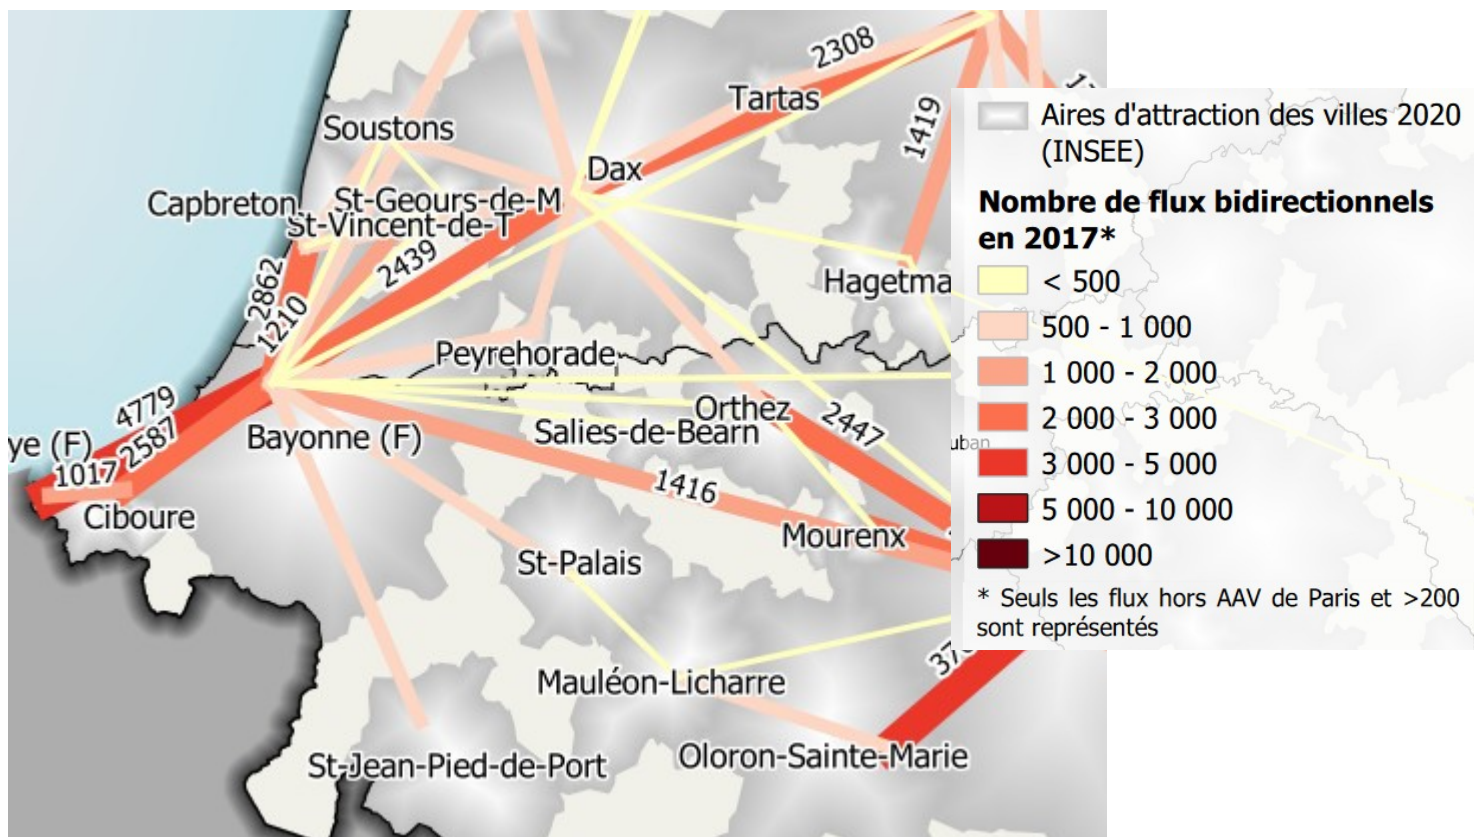 2308
Tartas
1419
Soustons
Dax
Capbreton
St-Geours-de-M
St-Vincent-de-T
2439
2862
1210
Hagetma
Peyrehorade
4779
2587
ye (F)
1017
Bayonne (F)
Orthez
Salies-de-Béarn
2447
uban
1416
Ciboure
Mourenx
St-Palais
Mauléon-Licharre
St-Jean-Pied-de-Port
Oloron-Sainte-Marie
Aires d'attraction des villes 2020
(INSEE)
Nombre de flux bidirectionnels
en 2017*
< 500
500 - 1 000
1 000 - 2 000
2 000 - 3 000
3 000 - 5 000
5 000 - 10 000
>10 000
* Seuls les flux hors AAV de Paris et >200
sont représentés